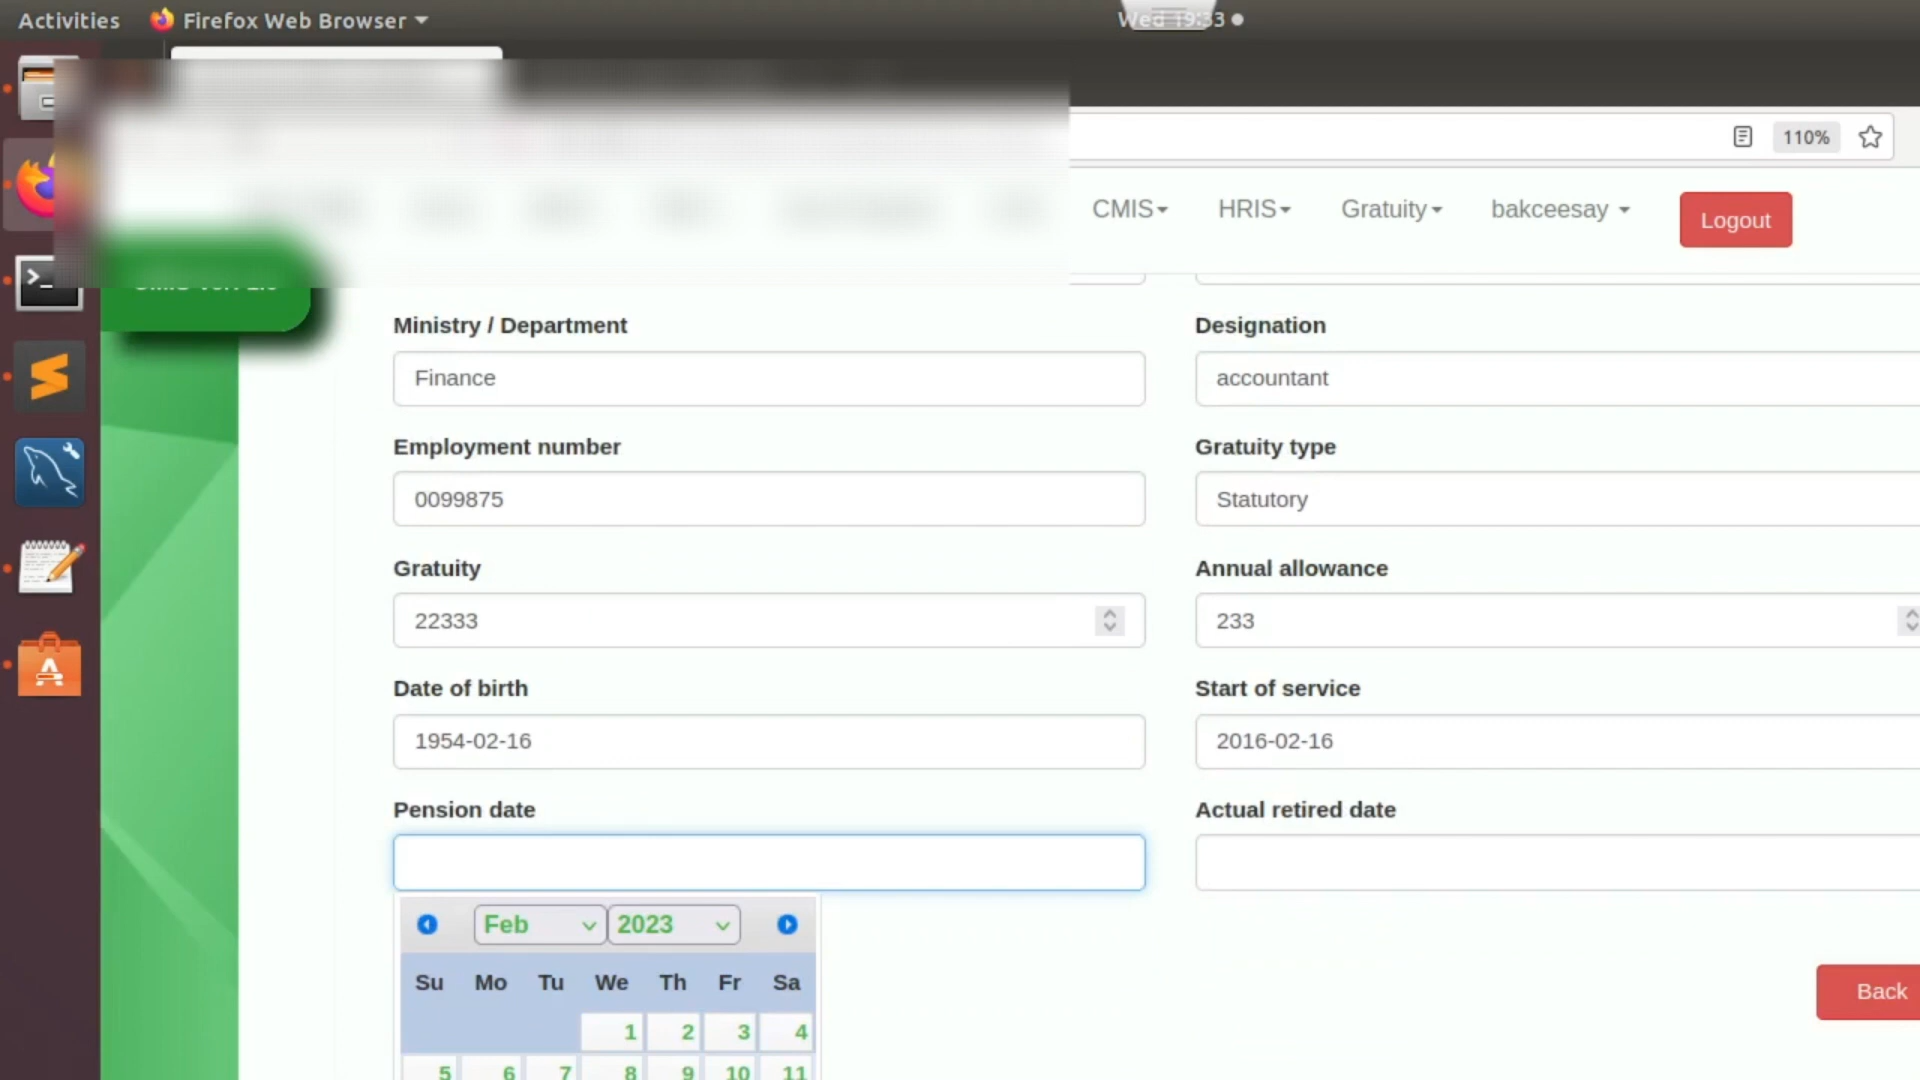 Activities Firefox Web Browser Wed 19:33
110%
CMIS HRIS Gratuity bakceesay Logout
Ministry / Department Designation
Finance accountant
Employment number Gratuity type
0099875 Statutory
Gratuity Annual allowance
22333 233
Date of birth Start of service
1954-02-16 2016-02-16
Pension date Actual retired date
Feb 2023
Su Mo Tu We Th Fr Sa
Back
1 2 3 4
5 6 7 8 9 10 11